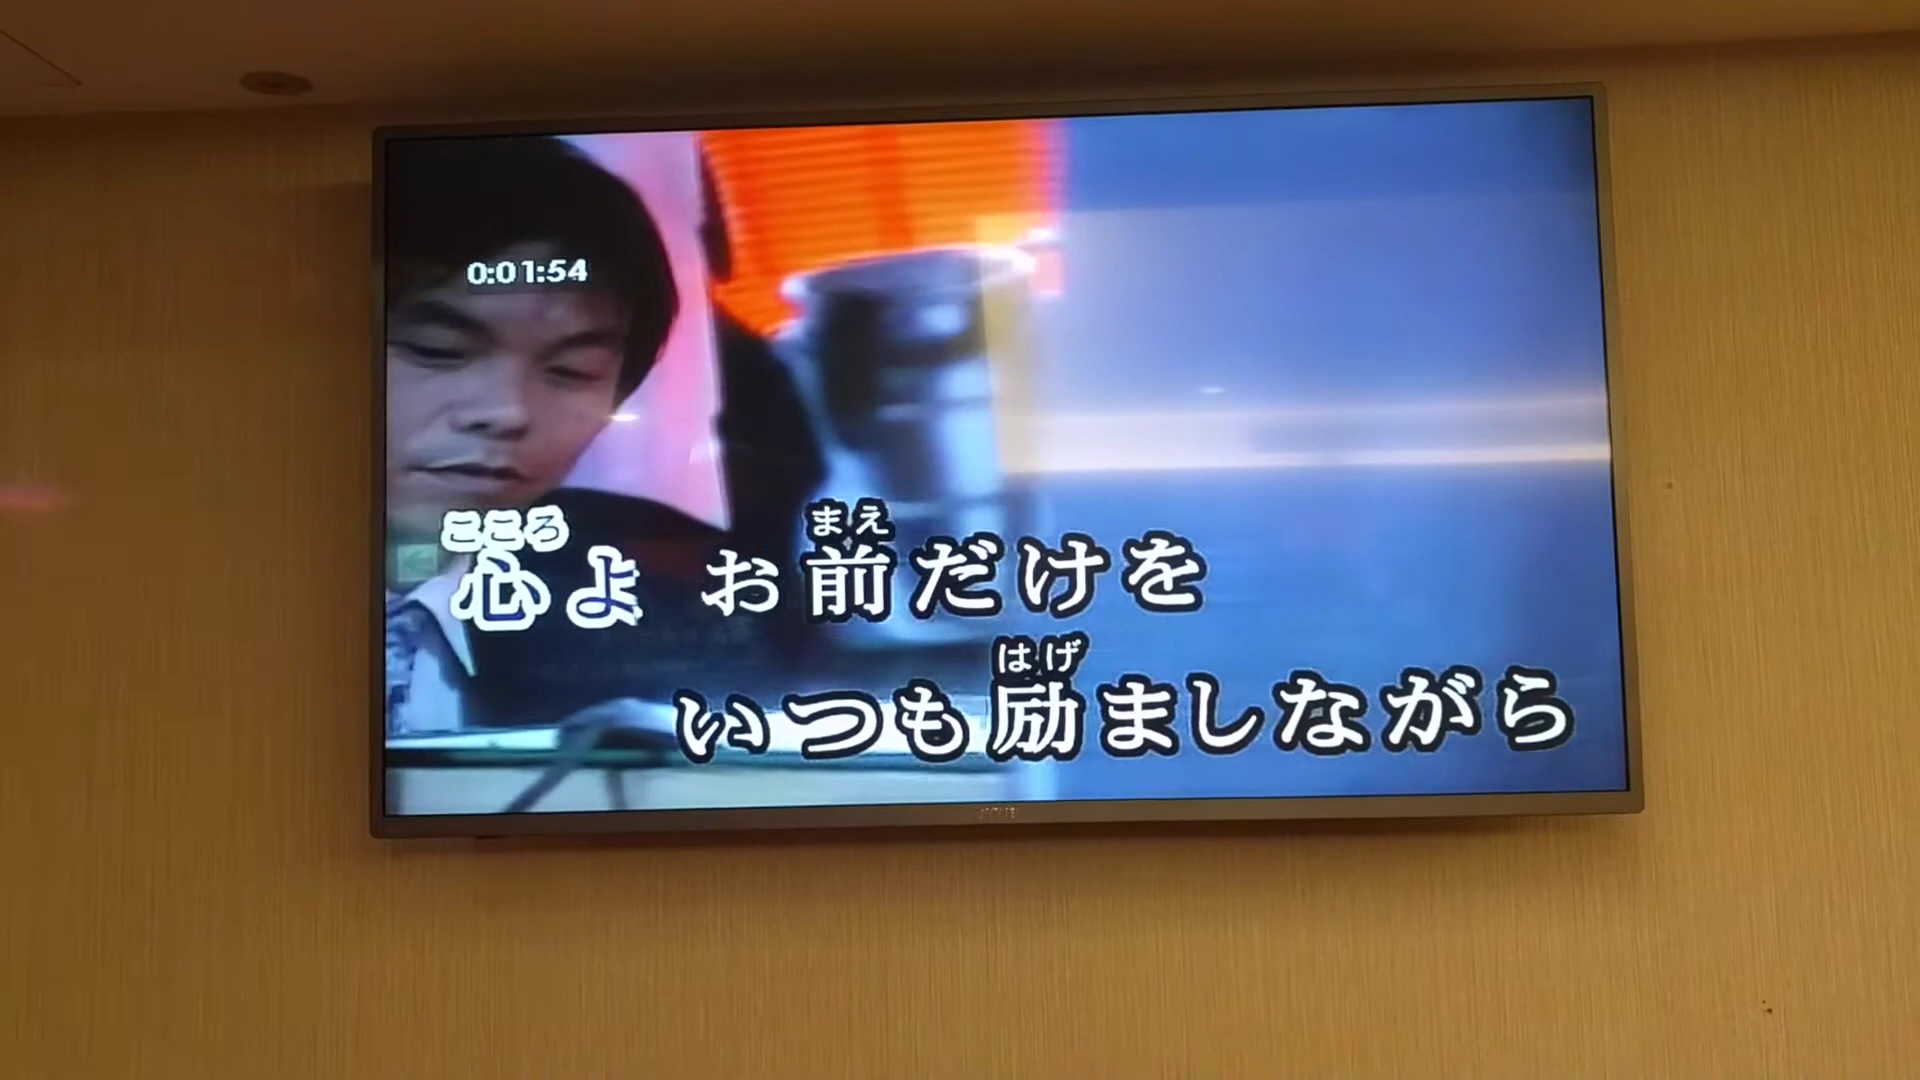 0:01:54
こころ
心よ お前だけを
まえ
いつも励ましながら
はげ